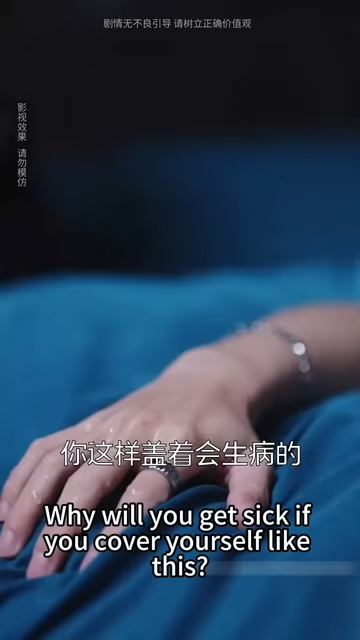 剧情无不良引导 请树立正确价值观
影视效果 请勿模仿
你这样盖着会生病的
Why will you get sick if
you cover yourself like
this?